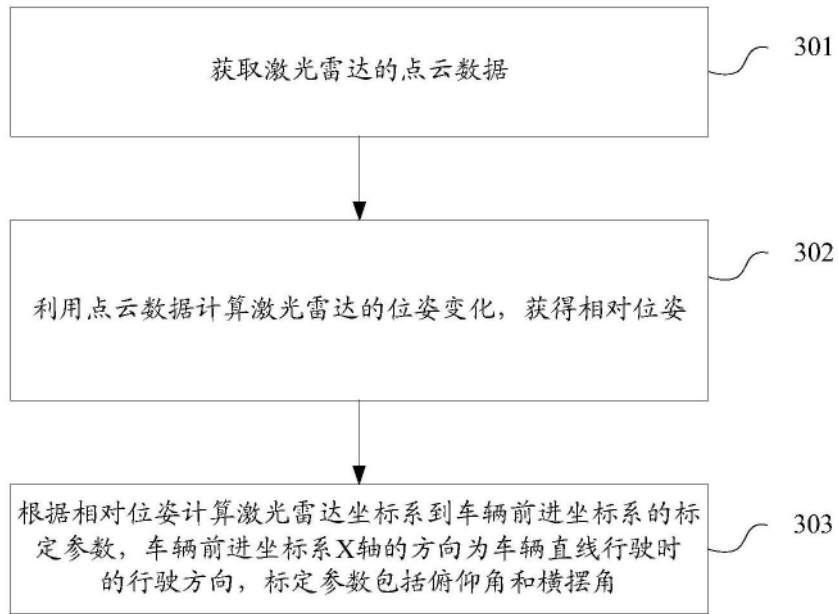 获取激光雷达的点云数据
301
利用点云数据计算激光雷达的位姿变化，获得相对位姿
302
根据相对位姿计算激光雷达坐标系到车辆前进坐标系的标
定参数，车辆前进坐标系X轴的方向为车辆直线行驶时
的行驶方向，标定参数包括俯仰角和横摆角
303